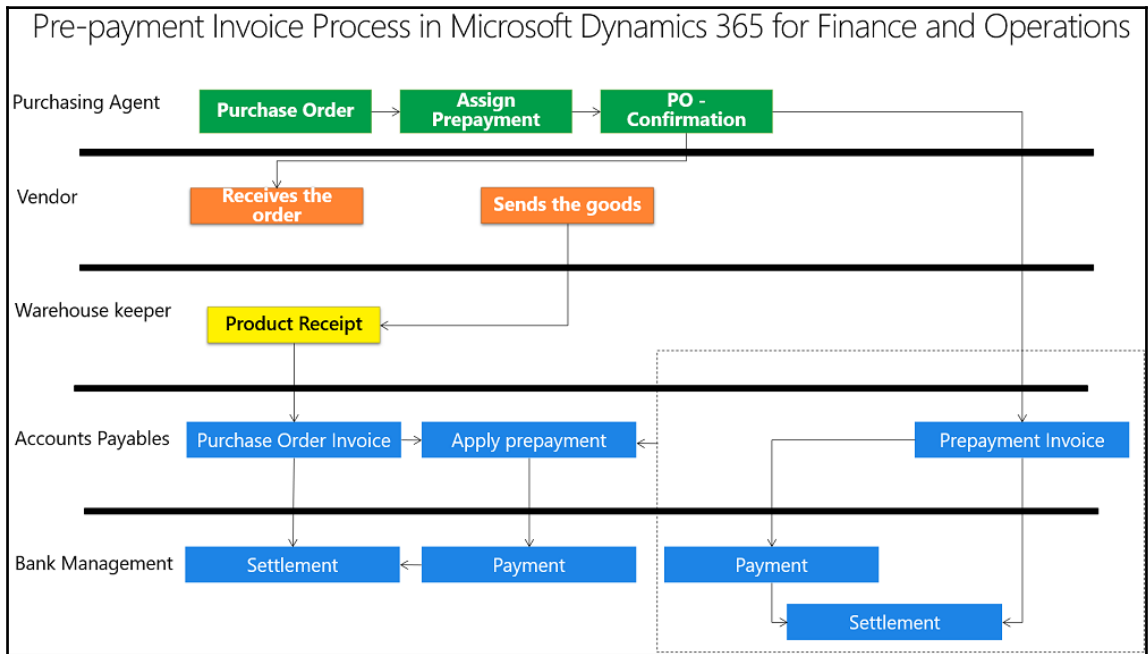 Pre-payment Invoice Process in Microsoft Dynamics 365 for Finance and Operations
Purchasing Agent
Purchase Order
Assign
Prepayment
PO -
Confirmation
Vendor
Receives the
order
Sends the goods
Warehouse keeper
Product Receipt
Accounts Payables
Purchase Order Invoice
Apply prepayment
Prepayment Invoice
Bank Management
Settlement
Payment
Payment
Settlement